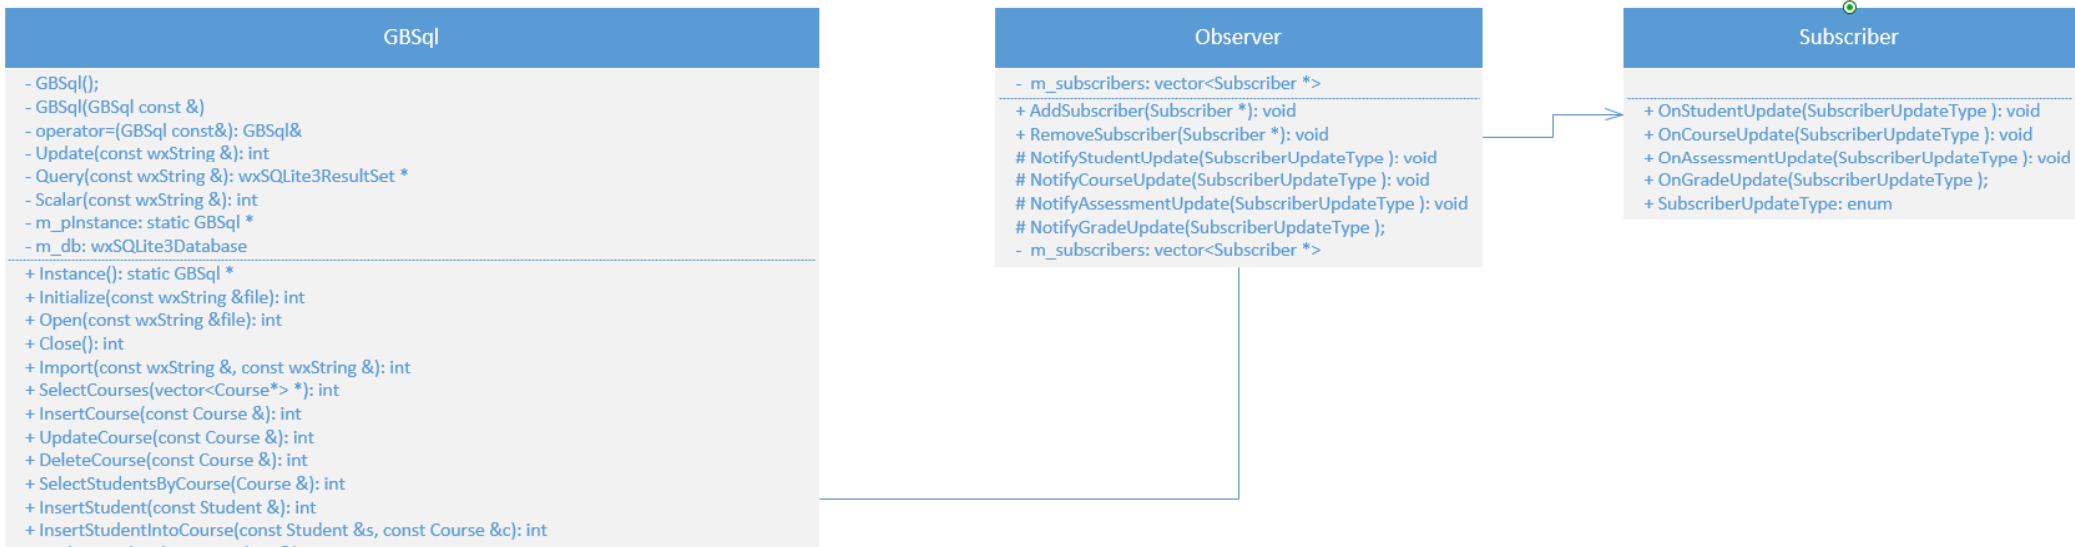 GBSql
- GBSql();
- GBSql(GBSql const &)
- operator=(GBSql const&): GBSql&
- Update(const wxString &): int
- Query(const wxString &): wxSQLite3ResultSet *
- Scalar(const wxString &): int
- m_pInstance: static GBSql *
- m_db: wxSQLite3Database
+ Instance(): static GBSql *
+ Initialize(const wxString &file): int
+ Open(const wxString &file): int
+ Close(): int
+ Import(const wxString &, const wxString &): int
+ SelectCourses(vector<Course*> *): int
+ InsertCourse(const Course &): int
+ UpdateCourse(const Course &): int
+ DeleteCourse(const Course &): int
+ SelectStudentsByCourse(Course &): int
+ InsertStudent(const Student &): int
+ InsertStudentIntoCourse(const Student &s, const Course &c): int
Observer
- m_subscribers: vector<Subscriber *>
+ AddSubscriber(Subscriber *): void
+ RemoveSubscriber(Subscriber *): void
# NotifyStudentUpdate(SubscriberUpdateType ): void
# NotifyCourseUpdate(SubscriberUpdateType ): void
# NotifyAssessmentUpdate(SubscriberUpdateType ): void
# NotifyGradeUpdate(SubscriberUpdateType );
- m_subscribers: vector<Subscriber *>
Subscriber
+ OnStudentUpdate(SubscriberUpdateType ): void
+ OnCourseUpdate(SubscriberUpdateType ): void
+ OnAssessmentUpdate(SubscriberUpdateType ): void
+ OnGradeUpdate(SubscriberUpdateType );
+ SubscriberUpdateType: enum